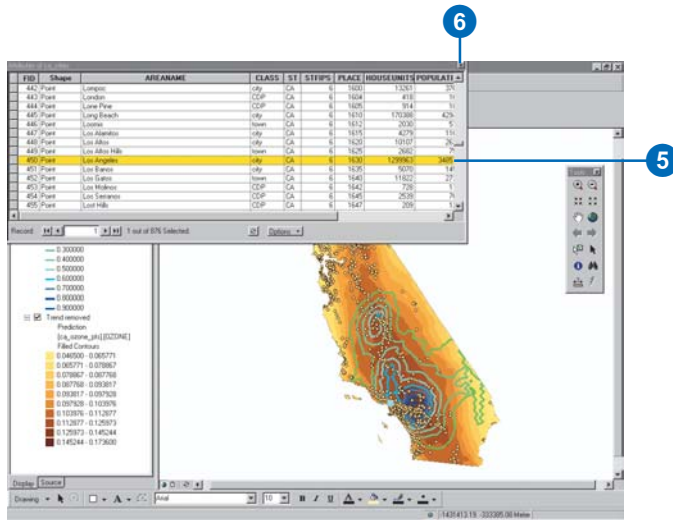 6
Attributes of ca_cities
FID Shape AREANAME CLASS ST STFIPS PLACE HOUSEUNITS POPULATI
442 Point Lompoc city CA 6 1600 13261
443 Point London CDP CA 6 1604 418
444 Point Lone Pine CDP CA 6 1605 914
445 Point Long Beach city CA 6 1610 170388
446 Point Loomis town CA 6 1612 2030
447 Point Los Alamitos city CA 6 1615 4279
448 Point Los Altos city CA 6 1620 10107
449 Point Los Altos Hills town CA 6 1625 2682
450 Point Los Angeles city CA 6 1630 1299963
5
451 Point Los Banos city CA 6 1635 5070
452 Point Los Gatos town CA 6 1640 11822
453 Point Los Molinos CDP CA 6 1642 728
454 Point Los Serranos CDP CA 6 1645 2539
455 Point Lost Hills CDP CA 6 1647 209
Record: 1 1 out of 876 Selected. Options
Tools
0.300000
0.400000
0.500000
0.600000
0.700000
0.800000
0.900000
Trend removed
Prediction
[ca_ozone_pts].[OZONE]
Filled Contours
0.046500 - 0.065771
0.065771 - 0.078867
0.078867 - 0.087768
0.087768 - 0.093817
0.093817 - 0.097928
0.097928 - 0.103976
0.103976 - 0.112877
0.112877 - 0.125973
0.125973 - 0.145244
0.145244 - 0.173600
Display Source
Drawing A Arial 10 B I U A
-1431413.19 -333385.06 Meter